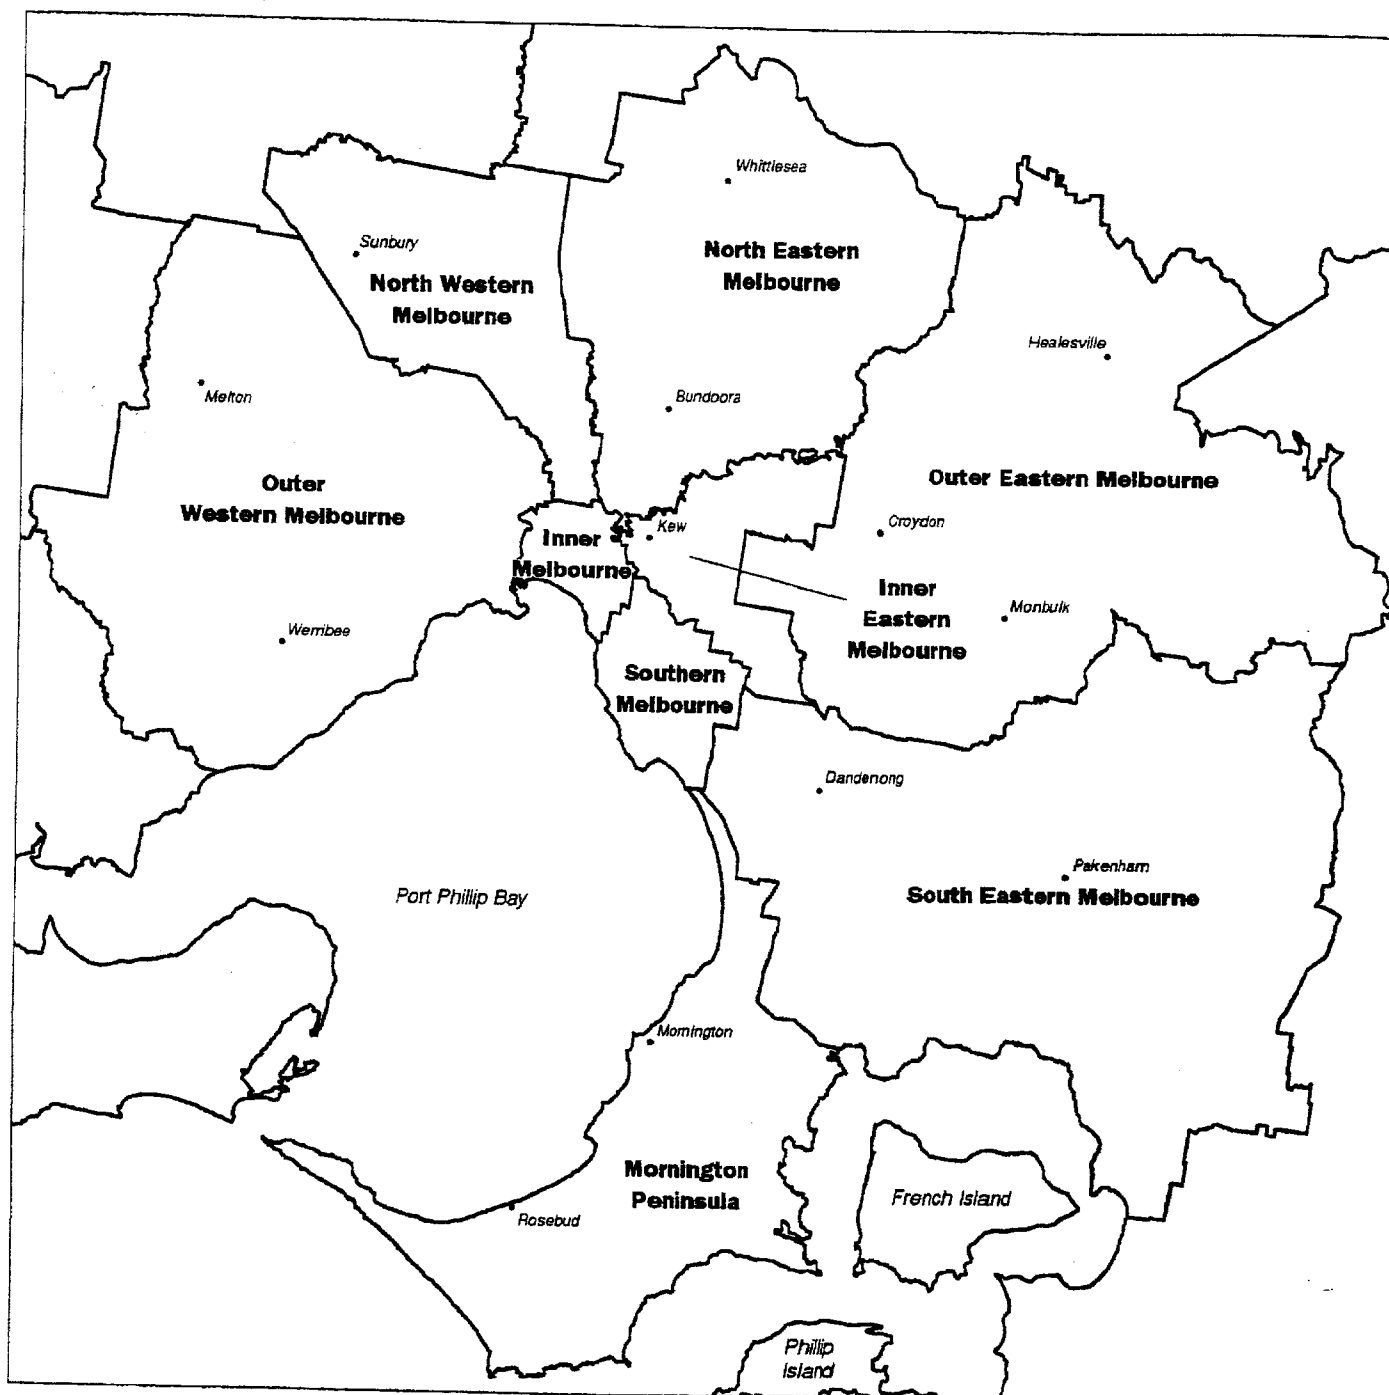 Whittlesea
Sunbury
North Eastern
Melbourne
North Western
Melbourne
Healesville
Melton
Bundoora
Outer
Western Melbourne
Outer Eastern Melbourne
Kew
Croydon
Inner
Melbourne
Inner
Eastern
Melbourne
Monbulk
Werribee
Southern
Melbourne
Dandenong
Pakenham
South Eastern Melbourne
Port Phillip Bay
Mornington
Mornington
Peninsula
French Island
Rosebud
Phillip
Island